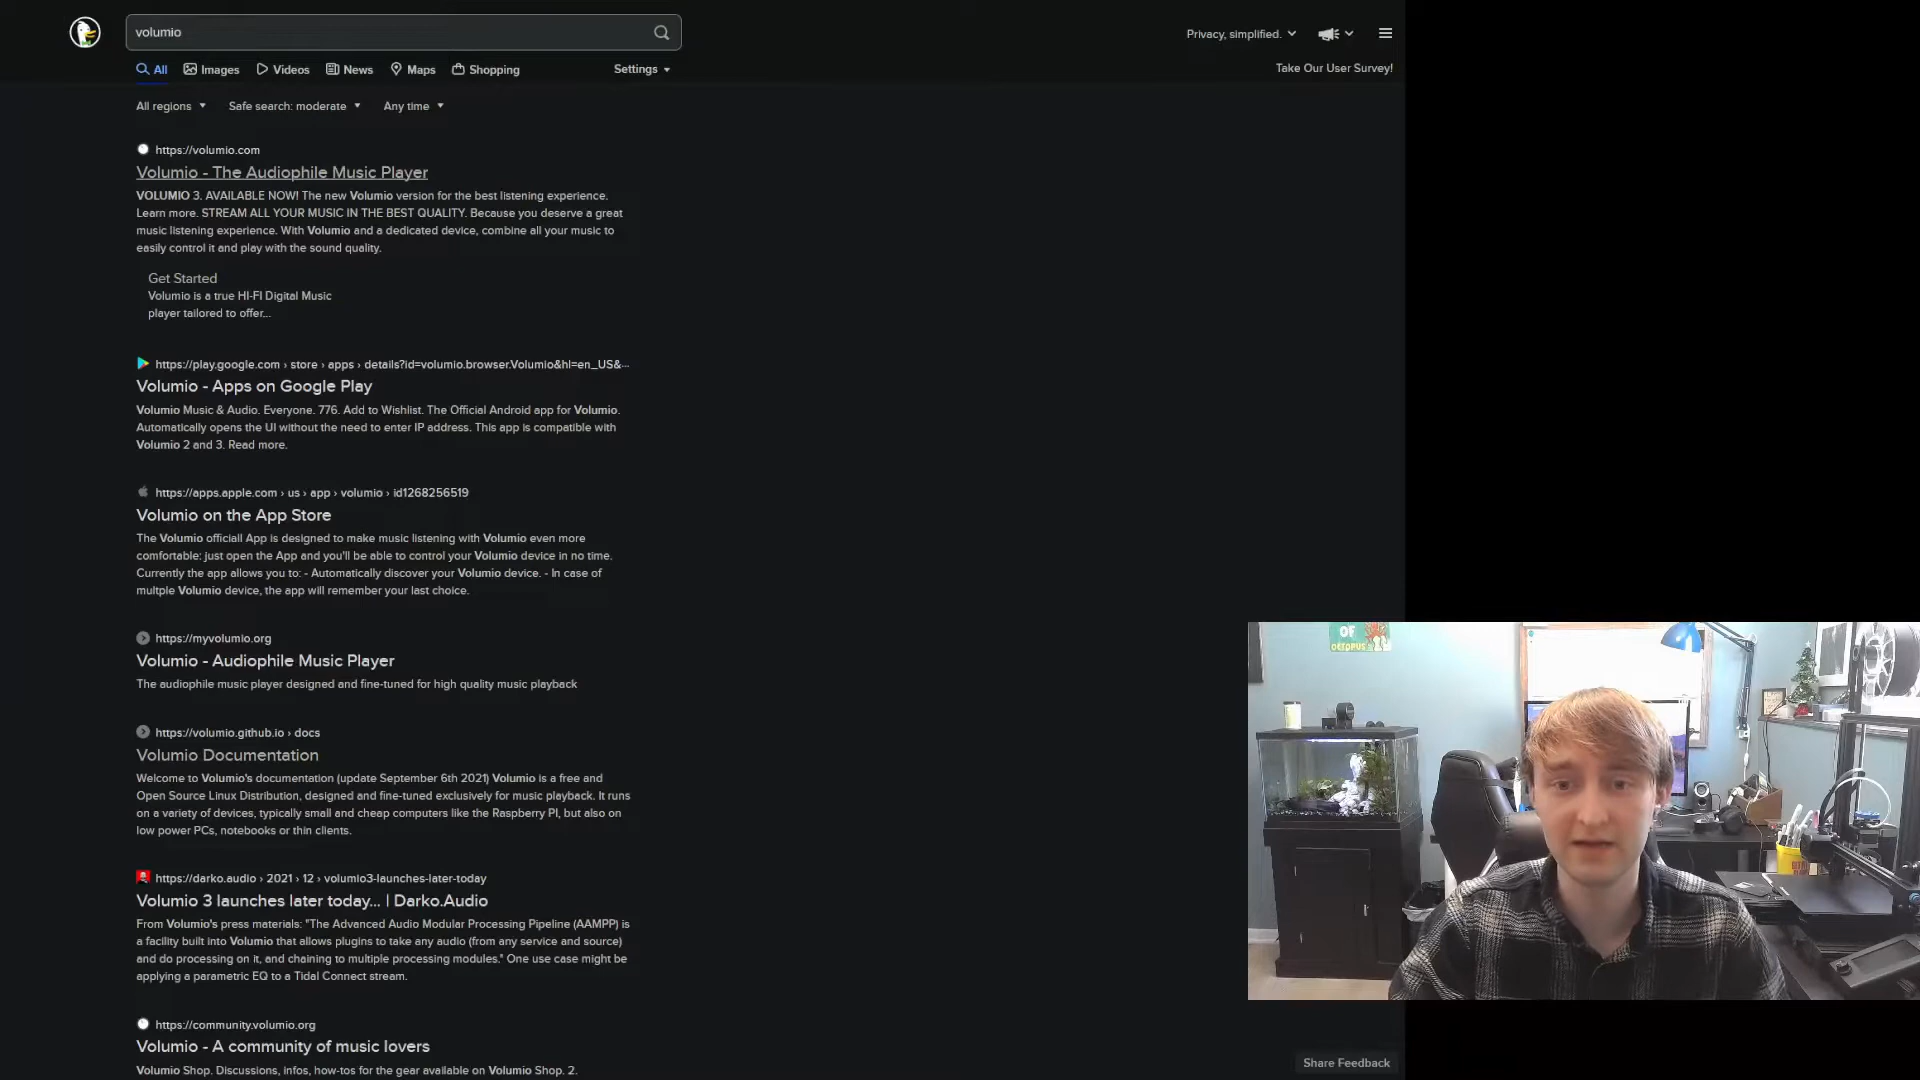 volumio
Privacy, simplified.
All
Images
Videos
News
Maps
Shopping
Settings
Take Our User Survey!
All regions
Safe search: moderate
Any time
https://volumio.com
Volumio - The Audiophile Music Player
VOLUMIO 3. AVAILABLE NOW! The new Volumio version for the best listening experience.
Learn more. STREAM ALL YOUR MUSIC IN THE BEST QUALITY. Because you deserve a great
music listening experience. With Volumio and a dedicated device, combine all your music to
easily control it and play with the sound quality.
Get Started
Volumio is a true HI-FI Digital Music
player tailored to offer...
https://play.google.com › store › apps › details?id=volumio.browser.Volumio&hl=en_US&...
Volumio - Apps on Google Play
Volumio Music & Audio. Everyone. 776. Add to Wishlist. The Official Android app for Volumio.
Automatically opens the UI without the need to enter IP address. This app is compatible with
Volumio 2 and 3. Read more.
https://apps.apple.com › us › app › volumio › id1268256519
Volumio on the App Store
The Volumio officiall App is designed to make music listening with Volumio even more
comfortable: just open the App and you'll be able to control your Volumio device in no time.
Currently the app allows you to: - Automatically discover your Volumio device. - In case of
multple Volumio device, the app will remember your last choice.
https://myvolumio.org
Volumio - Audiophile Music Player
The audiophile music player designed and fine-tuned for high quality music playback
https://volumio.github.io › docs
Volumio Documentation
Welcome to Volumio's documentation (update September 6th 2021) Volumio is a free and
Open Source Linux Distribution, designed and fine-tuned exclusively for music playback. It runs
on a variety of devices, typically small and cheap computers like the Raspberry PI, but also on
low power PCs, notebooks or thin clients.
https://darko.audio › 2021 › 12 › volumio3-launches-later-today
Volumio 3 launches later today... | Darko.Audio
From Volumio's press materials: "The Advanced Audio Modular Processing Pipeline (AAMPP) is
a facility built into Volumio that allows plugins to take any audio (from any service and source)
and do processing on it, and chaining to multiple processing modules." One use case might be
applying a parametric EQ to a Tidal Connect stream.
https://community.volumio.org
Volumio - A community of music lovers
Volumio Shop. Discussions, infos, how-tos for the gear available on Volumio Shop. 2.
Share Feedback
OF
OCTOPUS'S